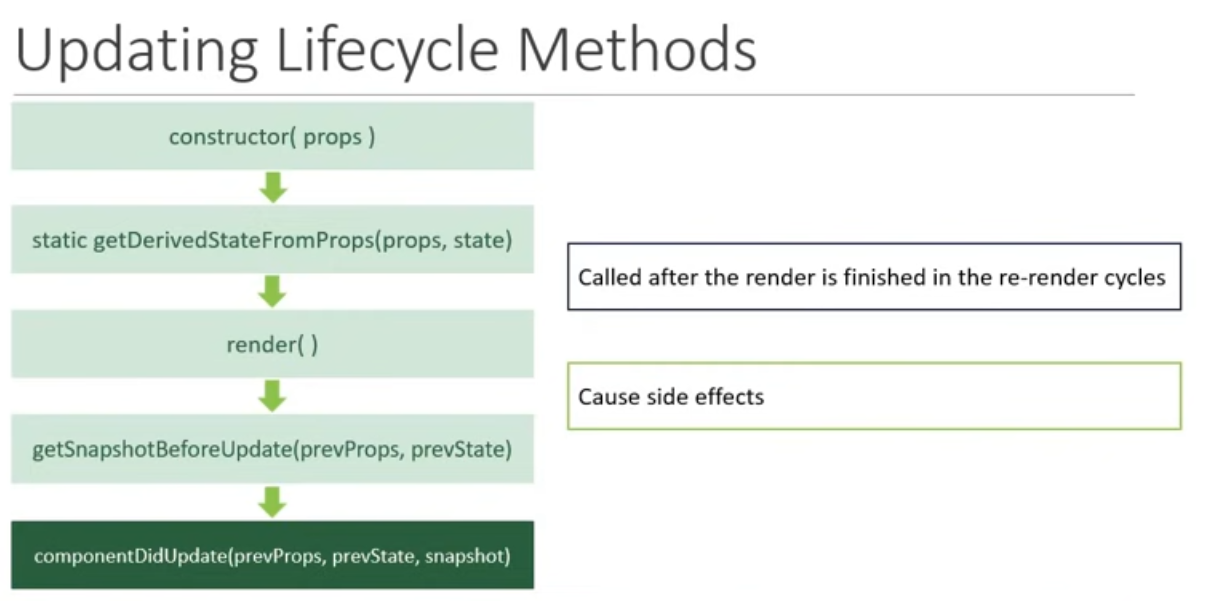 Updating Lifecycle Methods
constructor( props )
static getDerivedStateFromProps(props, state)
render( )
getSnapshotBeforeUpdate(prevProps, prevState)
componentDidUpdate(prevProps, prevState, snapshot)
Called after the render is finished in the re-render cycles
Cause side effects